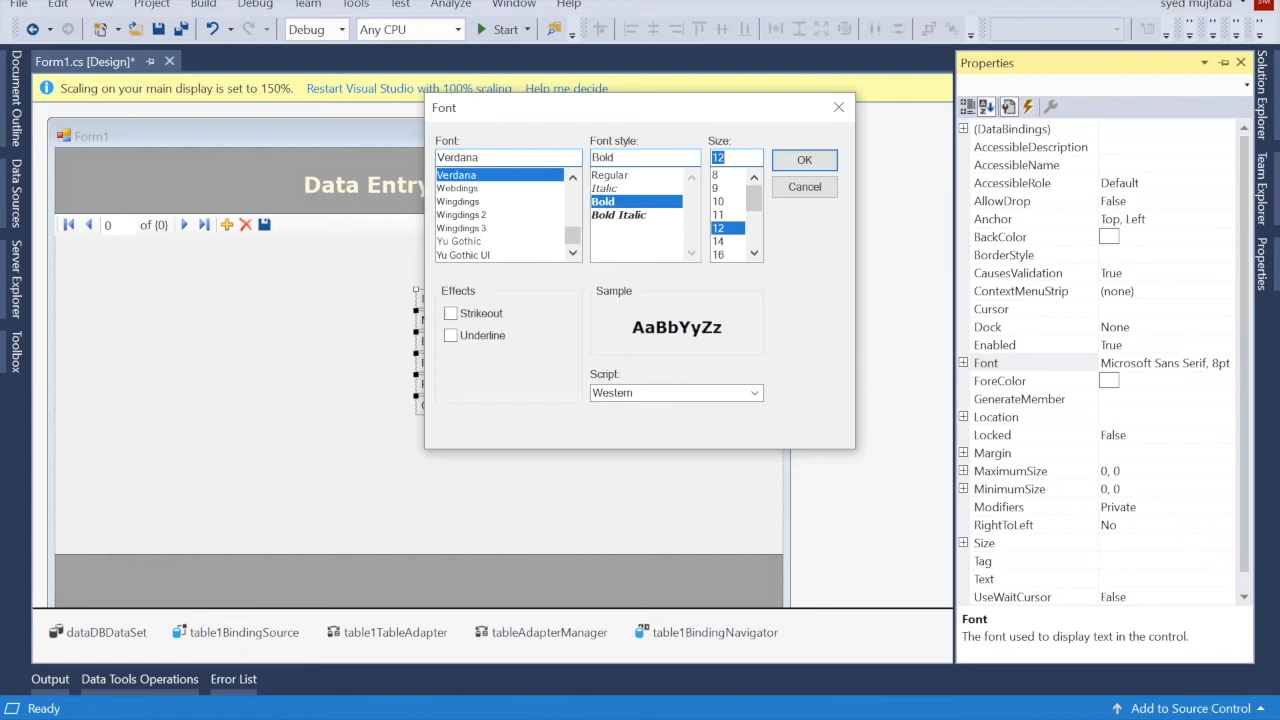 File Edit View Project Build Debug Team Tools Test Analyze Window Help syed mujtaba SM
Debug Any CPU Start
Form1.cs [Design]*
Properties
Scaling on your main display is set to 150%. Restart Visual Studio with 100% scaling Help me decide
Document Outline
Data Sources
Server Explorer
Toolbox
Form1
Data Entry
0 of {0}
Font
Font: Font style: Size:
Verdana Bold 12 OK
Verdana Regular 8
Webdings Italic 9 Cancel
Wingdings Bold 10
Wingdings 2 Bold Italic 11
Wingdings 3 12
Yu Gothic 14
Yu Gothic UI 16
Effects Sample
Strikeout
AaBbYyZz
Underline
Script:
Western
(DataBindings)
AccessibleDescription
AccessibleName
AccessibleRole Default
AllowDrop False
Anchor Top, Left
BackColor
BorderStyle
CausesValidation True
ContextMenuStrip (none)
Cursor
Dock None
Enabled True
Font Microsoft Sans Serif, 8pt
ForeColor
GenerateMember
Location
Locked False
Margin
MaximumSize 0, 0
MinimumSize 0, 0
Modifiers Private
RightToLeft No
Size
Tag
Text
UseWaitCursor False
Font
The font used to display text in the control.
Solution Explorer
Team Explorer
Properties
dataDBDataSet table1BindingSource table1TableAdapter tableAdapterManager table1BindingNavigator
Output Data Tools Operations Error List
Ready Add to Source Control